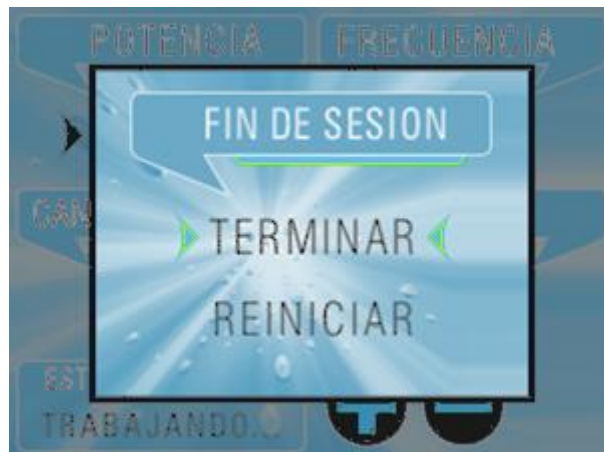 POTENCIA FRECUENCIA
FIN DE SESION
TERMINAR
REINICIAR
TRABAJANDO...